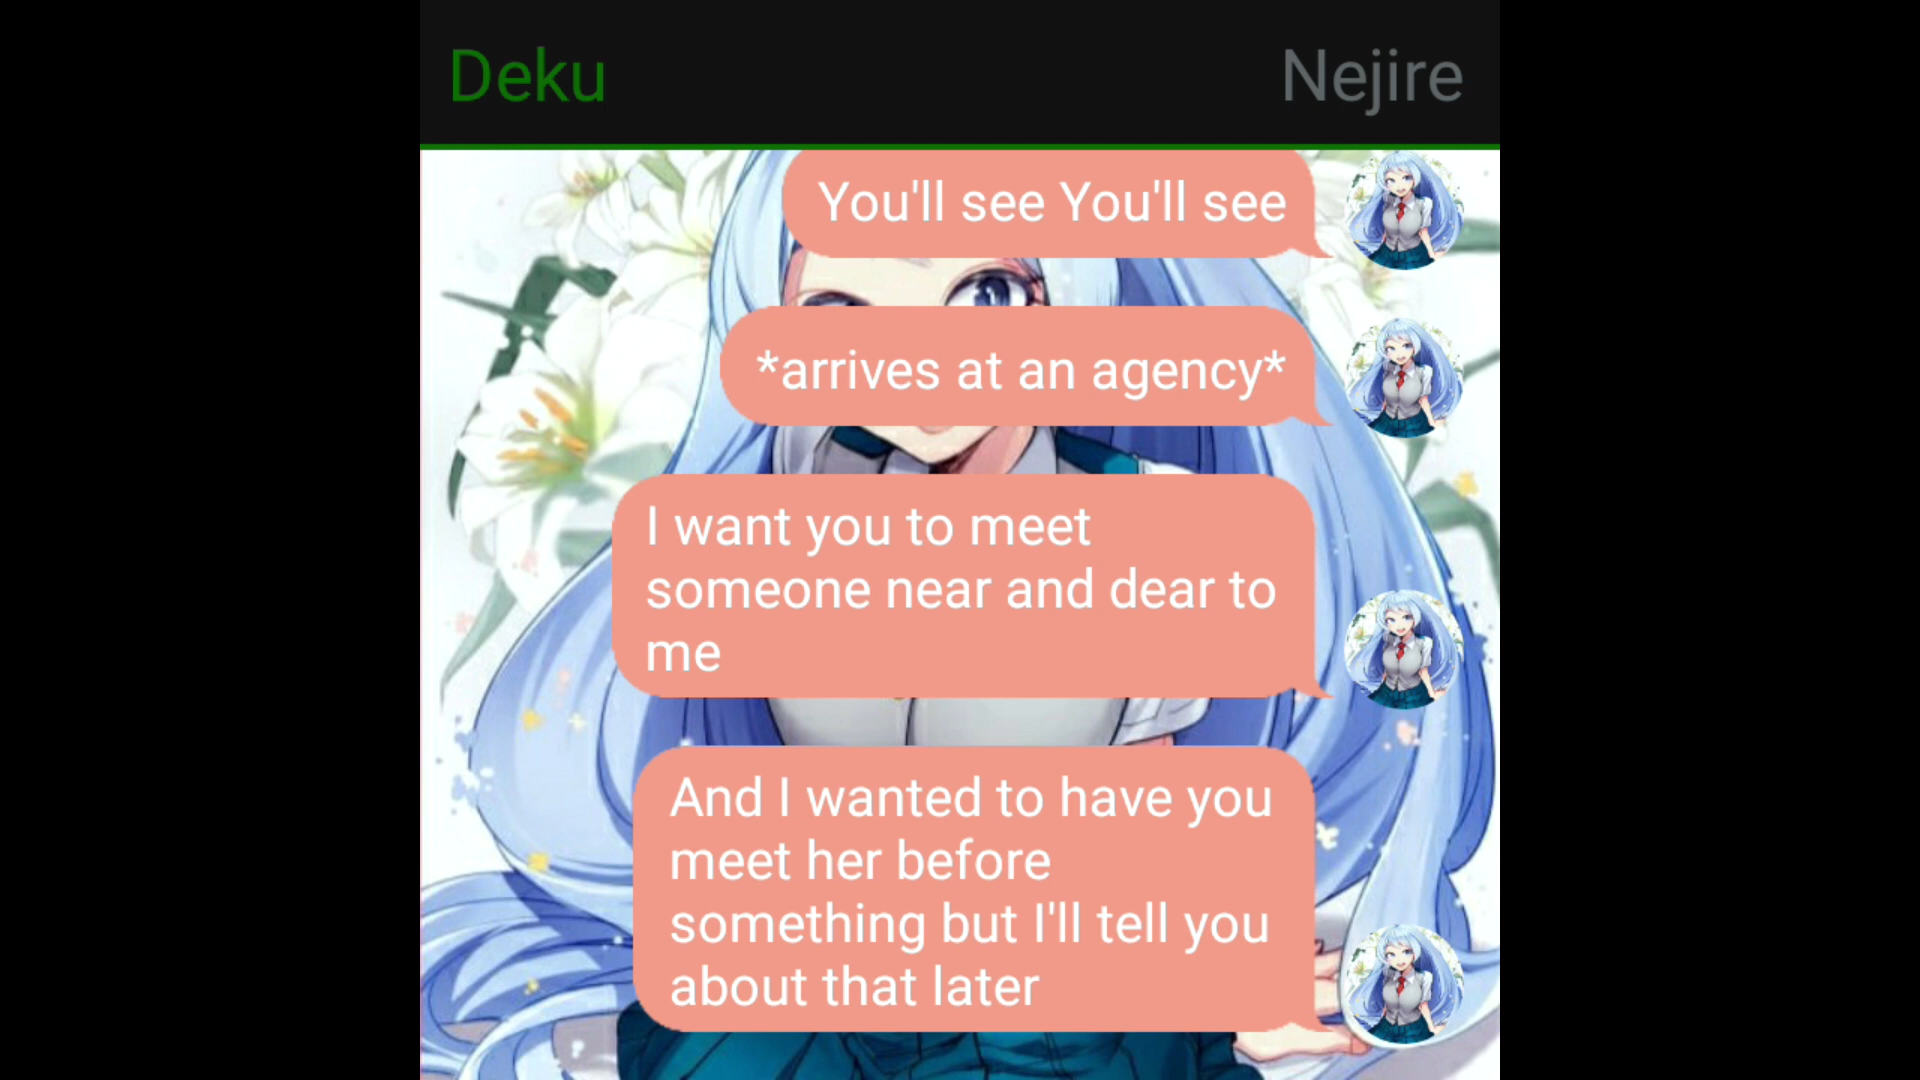 Deku
Nejire
You'll see You'll see
*arrives at an agency*
I want you to meet
someone near and dear to
me
And I wanted to have you
meet her before
something but I'll tell you
about that later